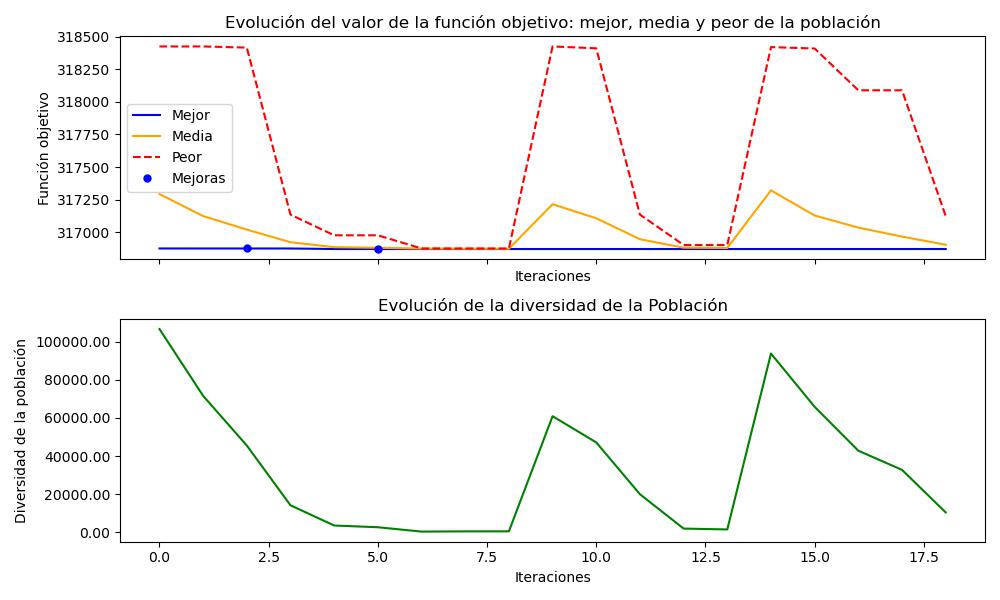 Evolución del valor de la función objetivo: mejor, media y peor de la población
Función objetivo
318500
318250
318000
317750
317500
317250
317000
Mejor
Media
Peor
Mejoras
Iteraciones
Evolución de la diversidad de la Población
Diversidad de la población
100000.00
80000.00
60000.00
40000.00
20000.00
0.00
0.0 2.5 5.0 7.5 10.0 12.5 15.0 17.5
Iteraciones